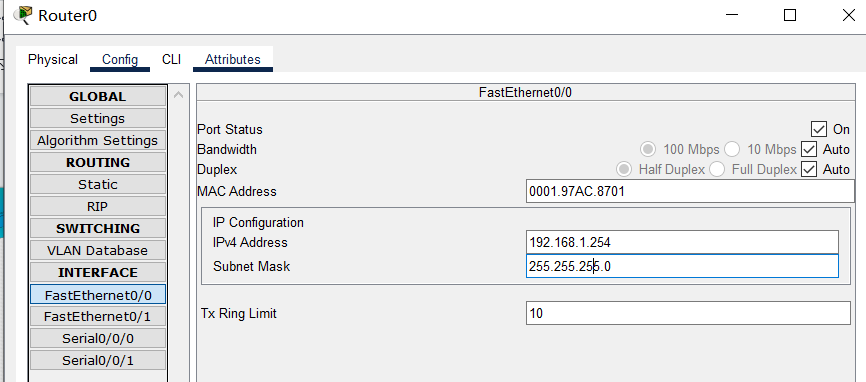 Router0
Physical Config CLI Attributes
GLOBAL
Settings
Algorithm Settings
ROUTING
Static
RIP
SWITCHING
VLAN Database
INTERFACE
FastEthernet0/0
FastEthernet0/1
Serial0/0/0
Serial0/0/1
FastEthernet0/0
Port Status On
Bandwidth 100 Mbps 10 Mbps Auto
Duplex Half Duplex Full Duplex Auto
MAC Address 0001.97AC.8701
IP Configuration
IPv4 Address 192.168.1.254
Subnet Mask 255.255.255.0
Tx Ring Limit 10